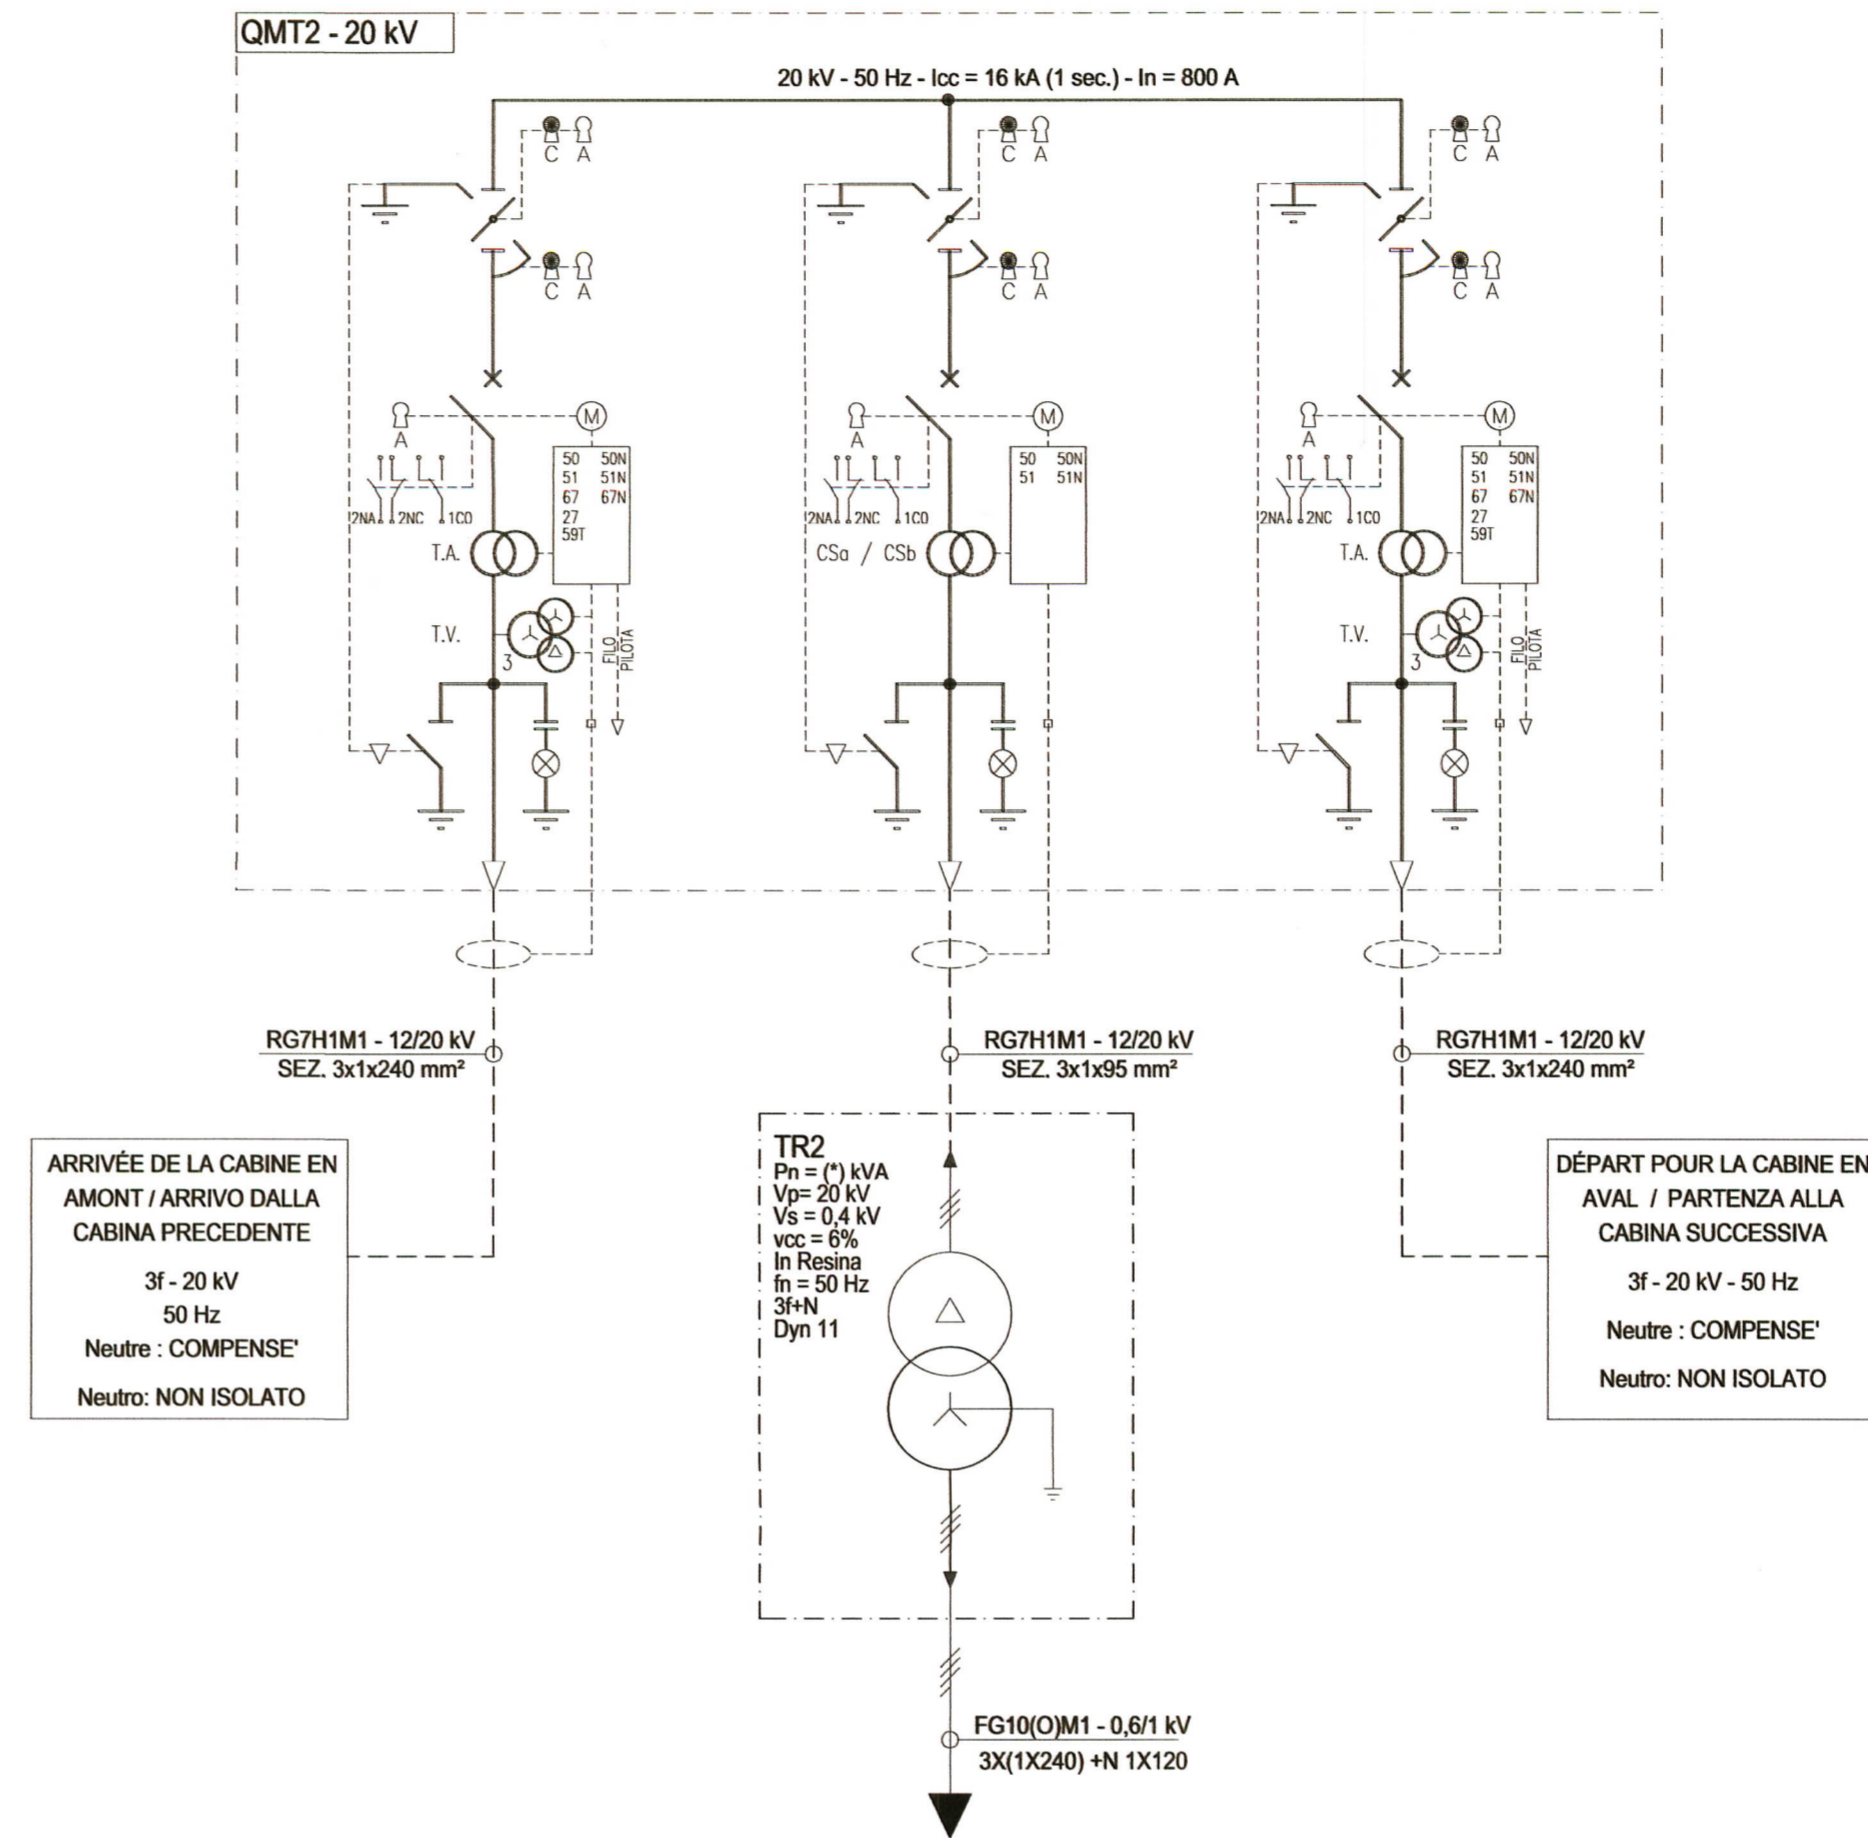 QMT2 - 20 kV
20 kV - 50 Hz - Icc = 16 kA (1 sec.) - In = 800 A
C A
C A
A
M
2NA 2NC 1CO
50 50N
51 51N
67 67N
27
59T
T.A.
T.V.
3
FILO
PILOTA
C A
C A
A
M
2NA 2NC 1CO
50 50N
51 51N
CSa / CSb
C A
C A
A
M
2NA 2NC 1CO
50 50N
51 51N
67 67N
27
59T
T.A.
T.V.
3
FILO
PILOTA
RG7H1M1 - 12/20 kV
SEZ. 3x1x240 mm²
RG7H1M1 - 12/20 kV
SEZ. 3x1x95 mm²
RG7H1M1 - 12/20 kV
SEZ. 3x1x240 mm²
ARRIVÉE DE LA CABINE EN
AMONT / ARRIVO DALLA
CABINA PRECEDENTE
3f - 20 kV
50 Hz
Neutre : COMPENSE'
Neutro: NON ISOLATO
TR2
Pn = (*) kVA
Vp= 20 kV
Vs = 0,4 kV
vcc = 6%
In Resina
fn = 50 Hz
3f+N
Dyn 11
DÉPART POUR LA CABINE EN
AVAL / PARTENZA ALLA
CABINA SUCCESSIVA
3f - 20 kV - 50 Hz
Neutre : COMPENSE'
Neutro: NON ISOLATO
FG10(O)M1 - 0,6/1 kV
3X(1X240) +N 1X120